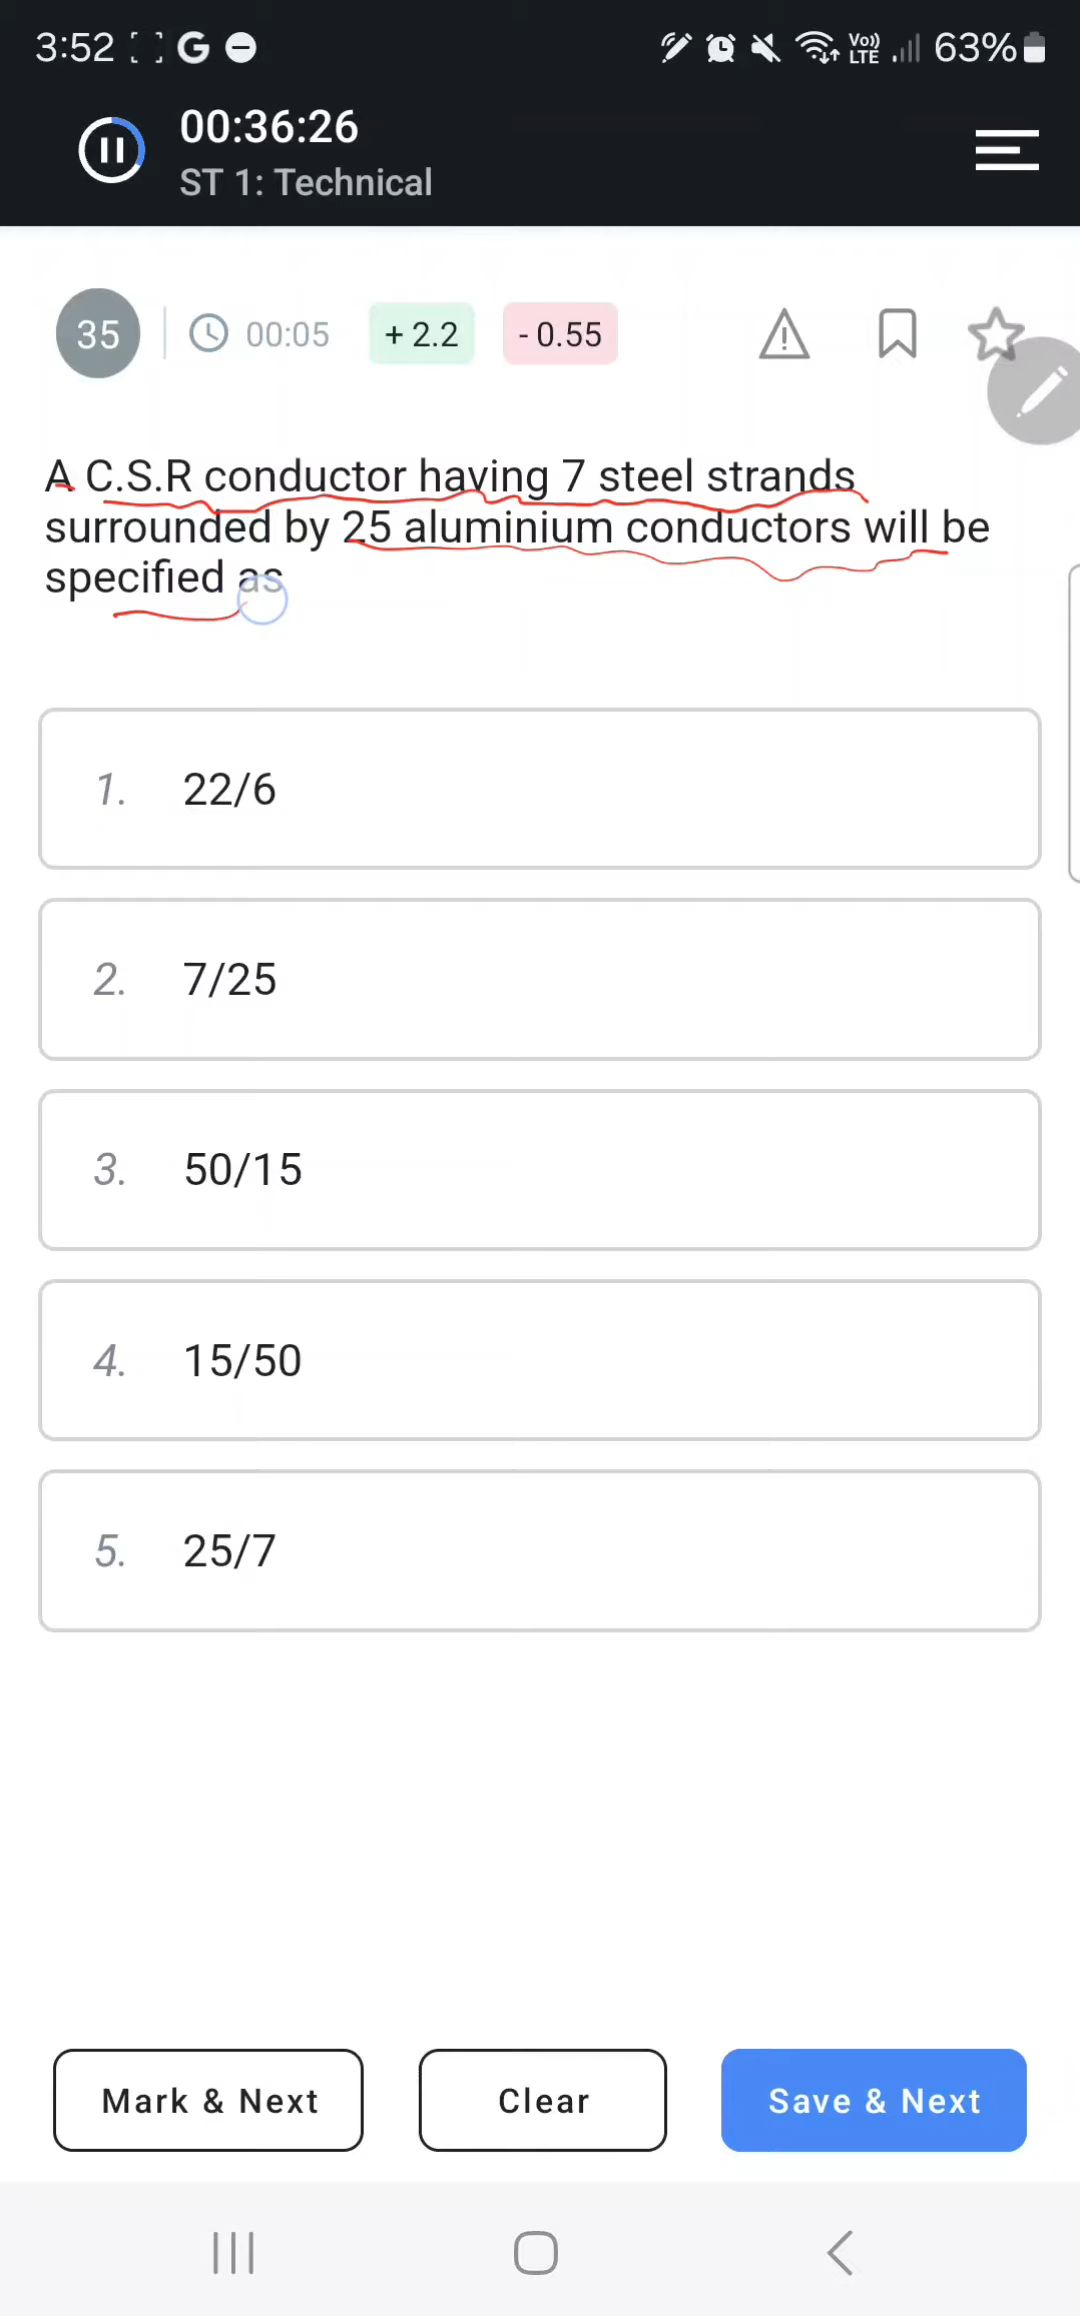 3:52 G Vo)) LTE 63%
00:36:26
ST 1: Technical
35 00:05 + 2.2 - 0.55
A C.S.R conductor having 7 steel strands
surrounded by 25 aluminium conductors will be
specified as
1. 22/6
2. 7/25
3. 50/15
4. 15/50
5. 25/7
Mark & Next Clear Save & Next